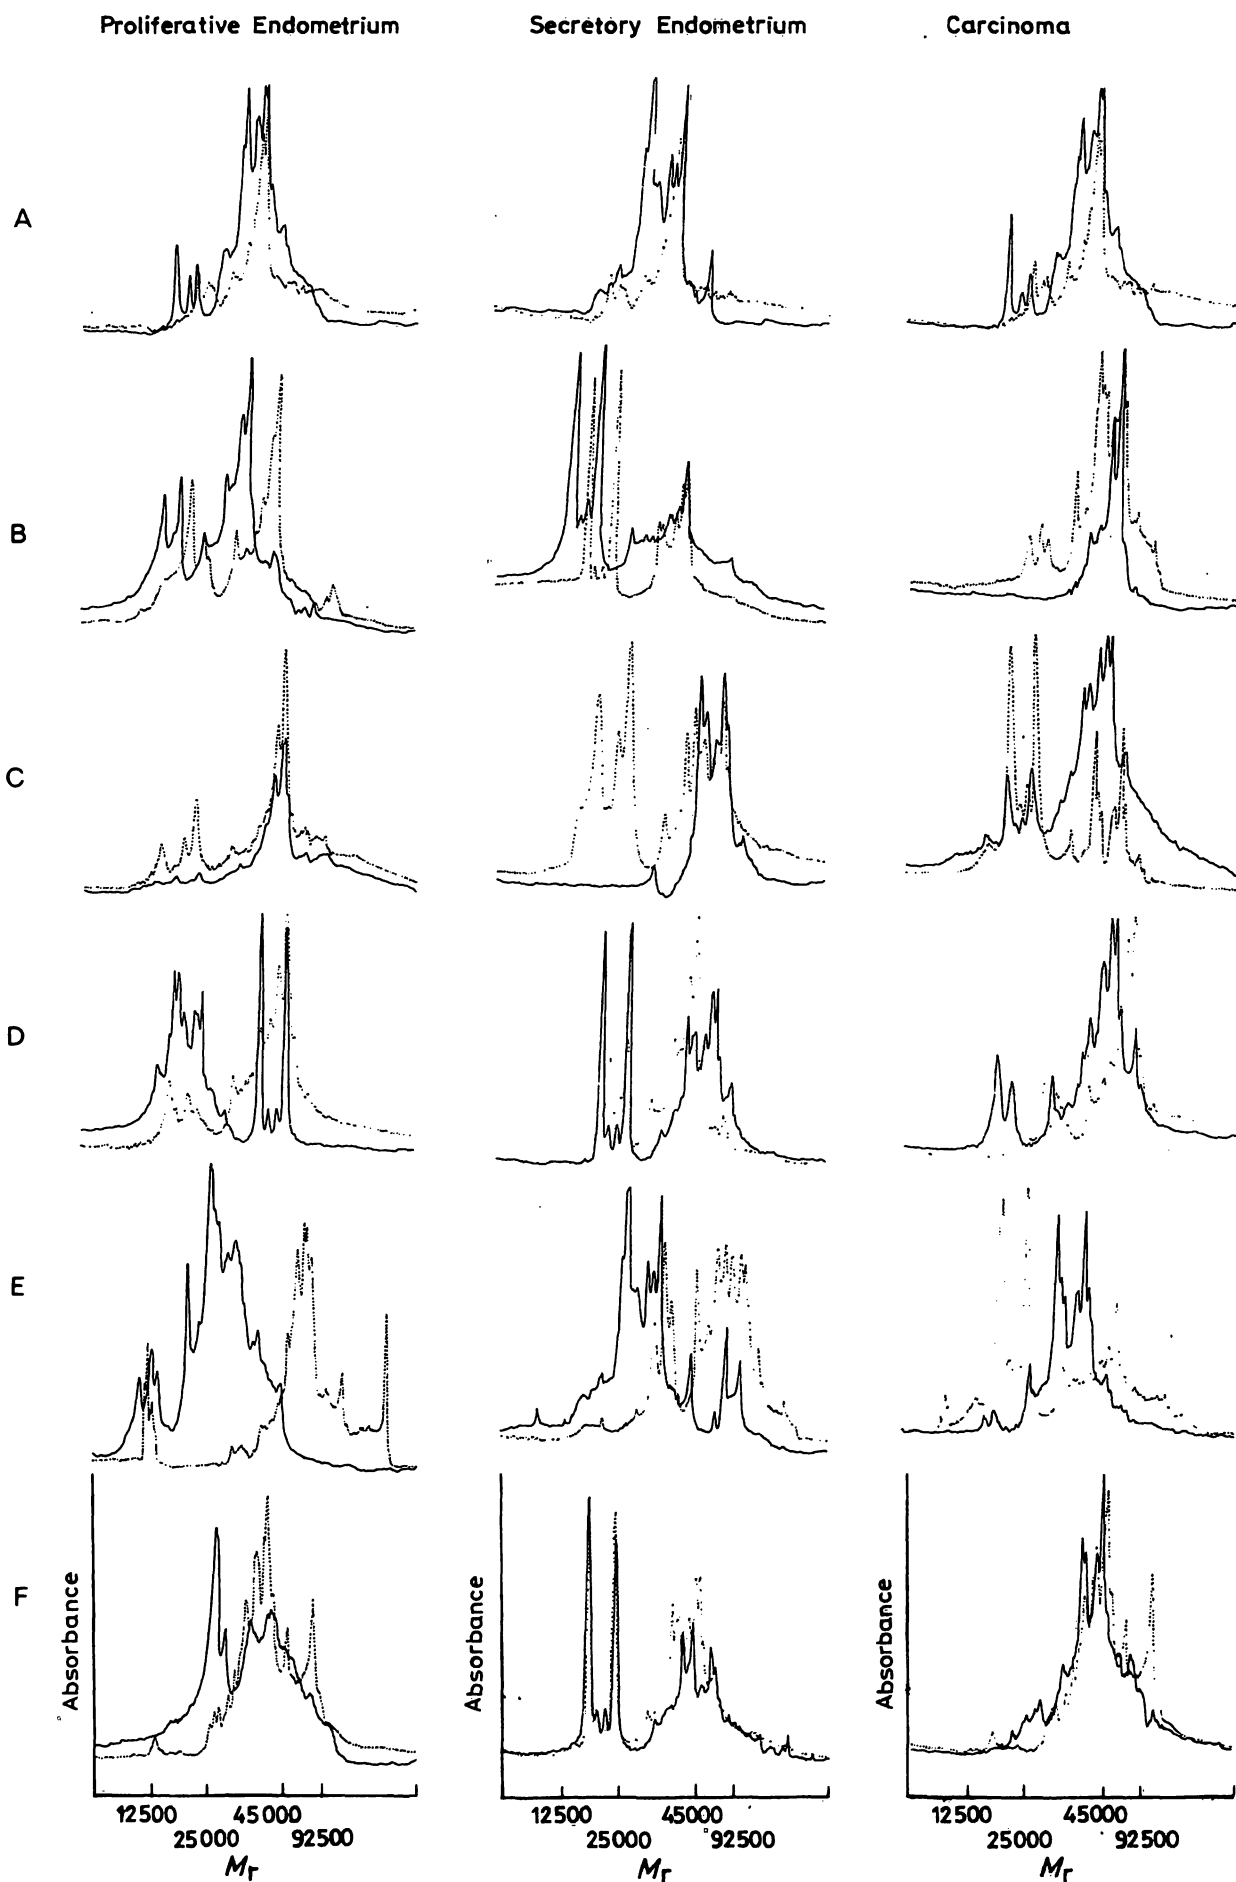 Proliferative Endometrium Secretory Endometrium Carcinoma
A
B
C
D
E
F
Absorbance Absorbance Absorbance
12500 45000 12500 45000 12500 45000
25000 92500 25000 92500 25000 92500
Mr Mr Mr